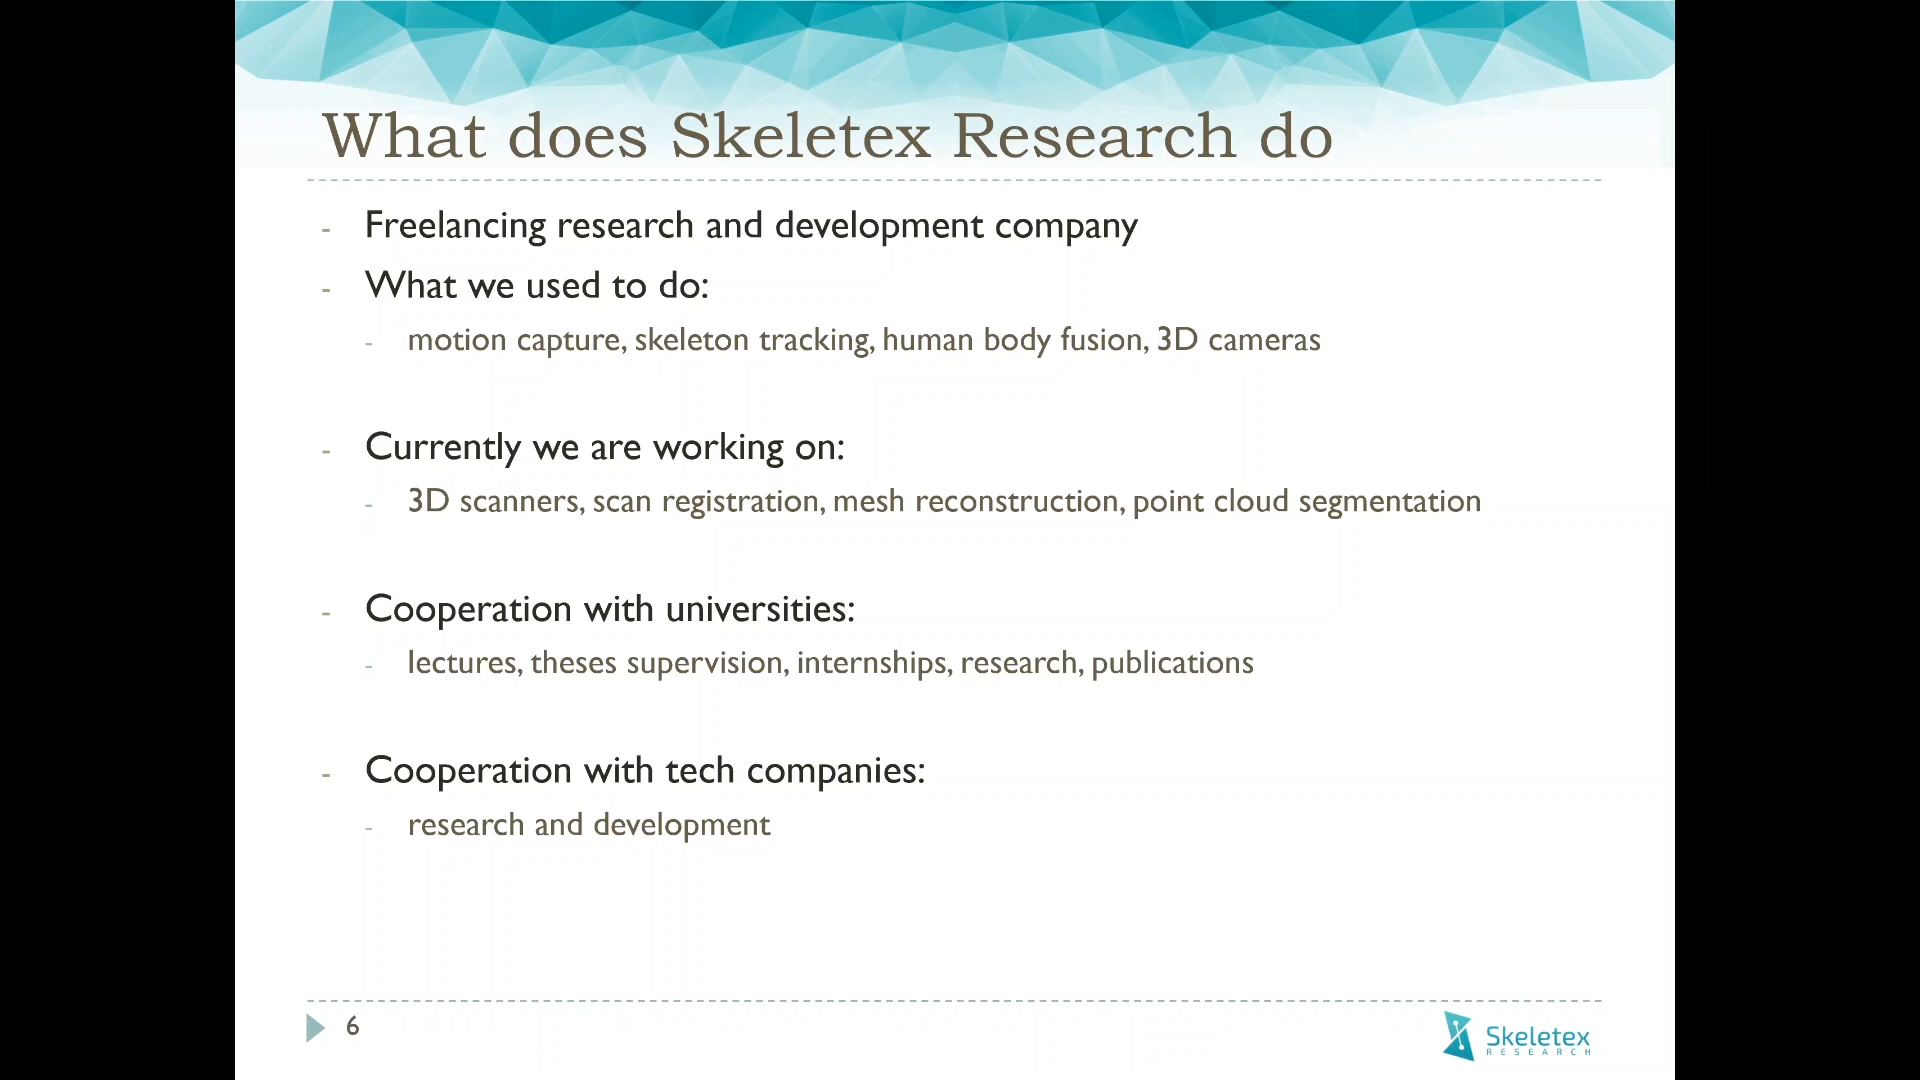 What does Skeletex Research do
- Freelancing research and development company
- What we used to do:
- motion capture, skeleton tracking, human body fusion, 3D cameras
- Currently we are working on:
- 3D scanners, scan registration, mesh reconstruction, point cloud segmentation
- Cooperation with universities:
- lectures, theses supervision, internships, research, publications
- Cooperation with tech companies:
- research and development
6
Skeletex
RESEARCH